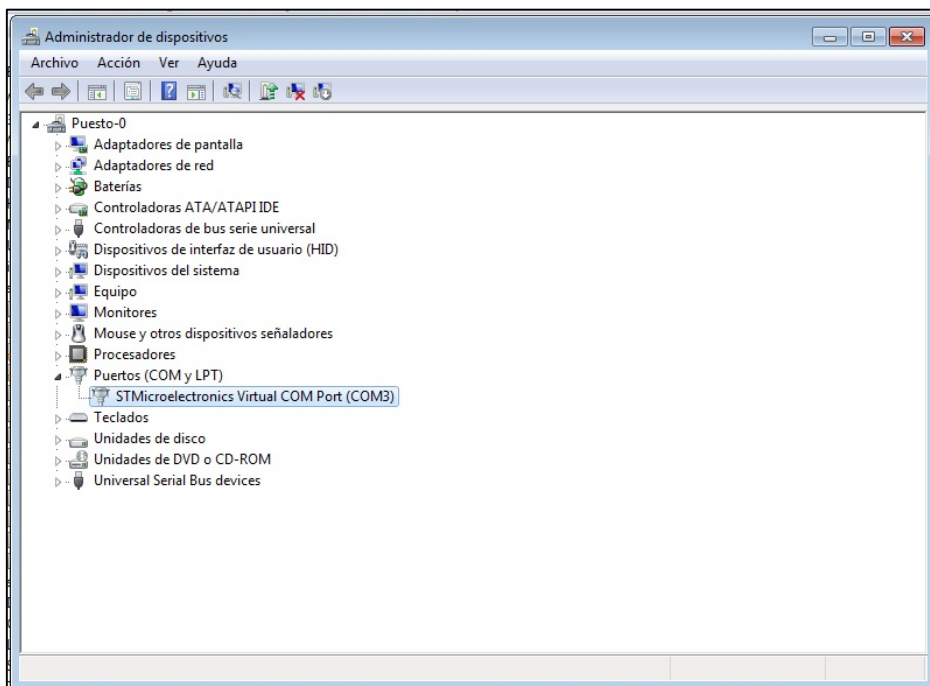 Administrador de dispositivos
Archivo Acción Ver Ayuda
Puesto-0
Adaptadores de pantalla
Adaptadores de red
Baterías
Controladoras ATA/ATAPI IDE
Controladoras de bus serie universal
Dispositivos de interfaz de usuario (HID)
Dispositivos del sistema
Equipo
Monitores
Mouse y otros dispositivos señaladores
Procesadores
Puertos (COM y LPT)
STMicroelectronics Virtual COM Port (COM3)
Teclados
Unidades de disco
Unidades de DVD o CD-ROM
Universal Serial Bus devices